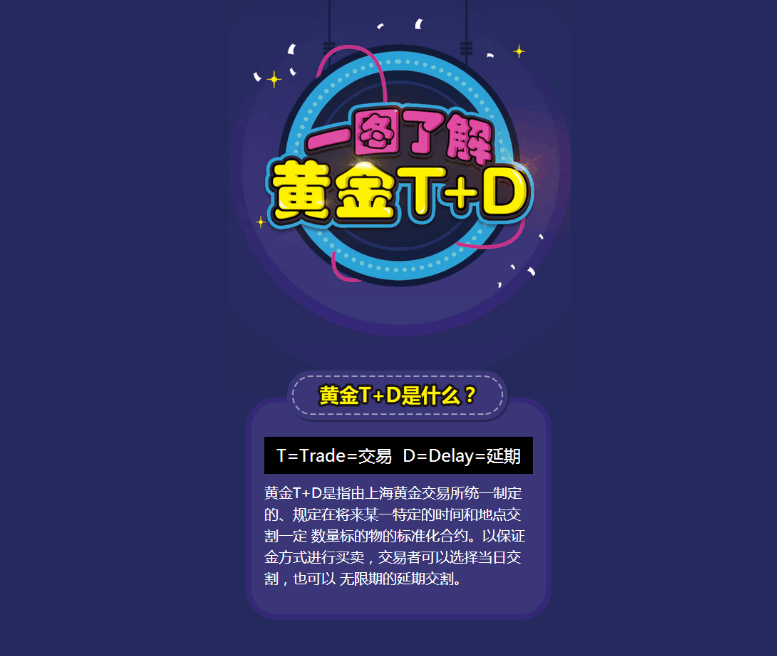 一图了解
黄金T+D
黄金T+D是什么？
T=Trade=交易 D=Delay=延期
黄金T+D是指由上海黄金交易所统一制定
的、规定在将来某一特定的时间和地点交
割一定 数量标的物的标准化合约。以保证
金方式进行买卖，交易者可以选择当日交
割，也可以 无限期的延期交割。